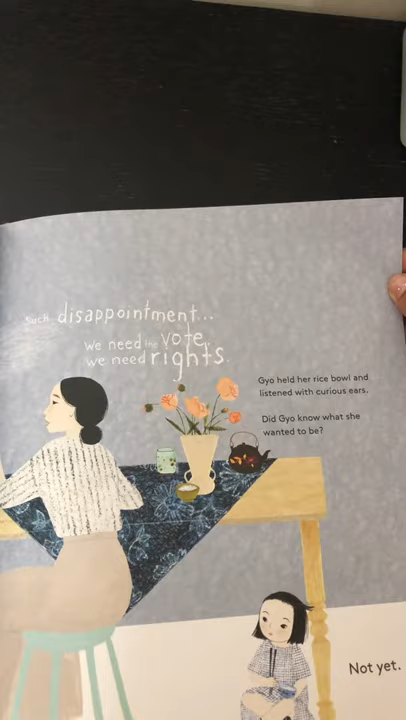 Such disappointment...
we need the vote,
we need rights.
Gyo held her rice bowl and
listened with curious ears.
Did Gyo know what she
wanted to be?
Not yet.